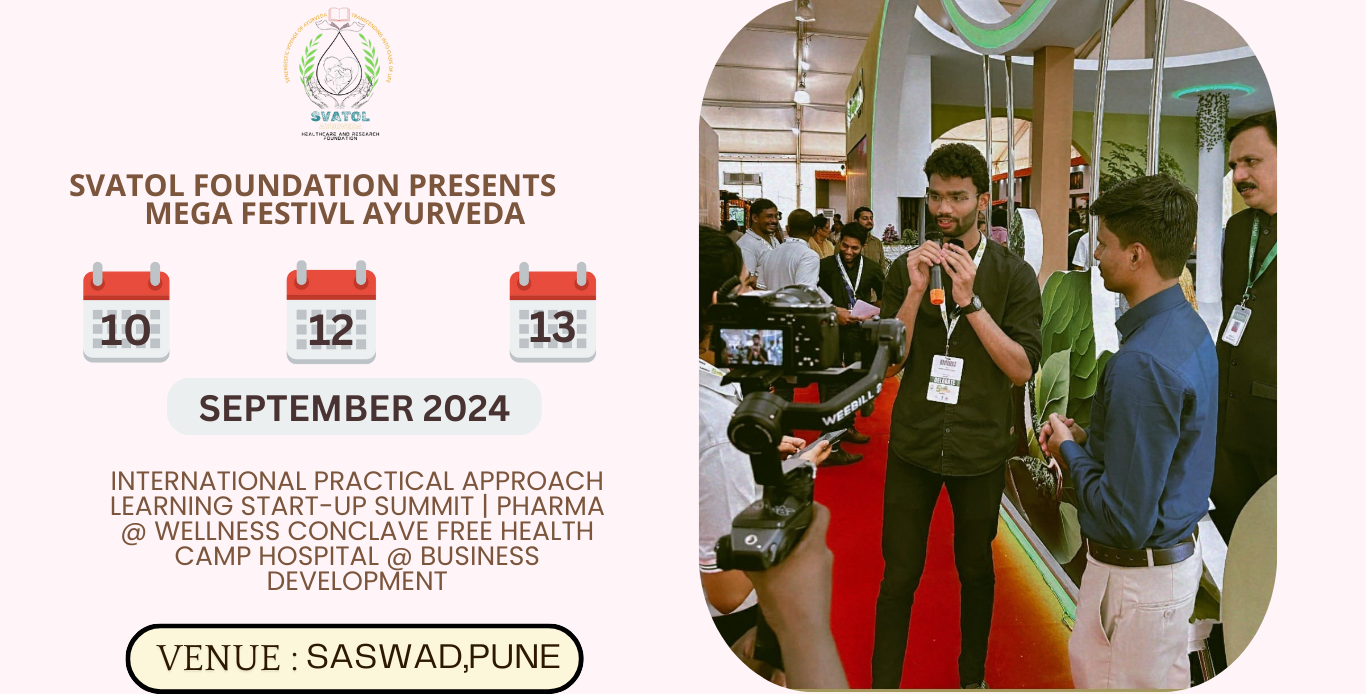 SVATOL
HEALTHCARE AND RESEARCH
FOUNDATION
SVATOL FOUNDATION PRESENTS
MEGA FESTIVL AYURVEDA
10 12 13
SEPTEMBER 2024
INTERNATIONAL PRACTICAL APPROACH
LEARNING START-UP SUMMIT | PHARMA
@ WELLNESS CONCLAVE FREE HEALTH
CAMP HOSPITAL @ BUSINESS
DEVELOPMENT
VENUE : SASWAD,PUNE
WEEBILL
DELEGATE